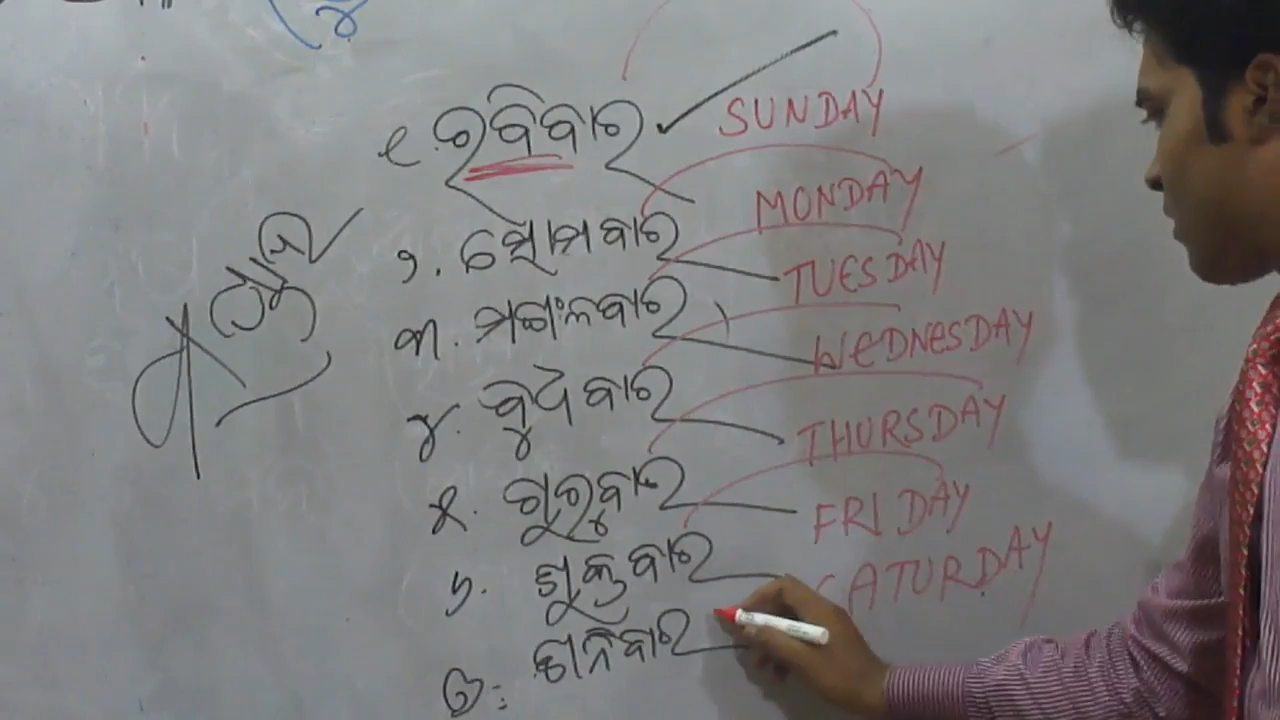 ୪
୧. ରବିବାର SUNDAY
୨. ସୋମବାର MONDAY
୩. ମଙ୍ଗଳବାର TUESDAY
୪. ବୁଧବାର WEDNESDAY
୫. ଗୁରୁବାର THURSDAY
୬. ଶୁକ୍ରବାର FRIDAY
୭. ଶନିବାର SATURDAY